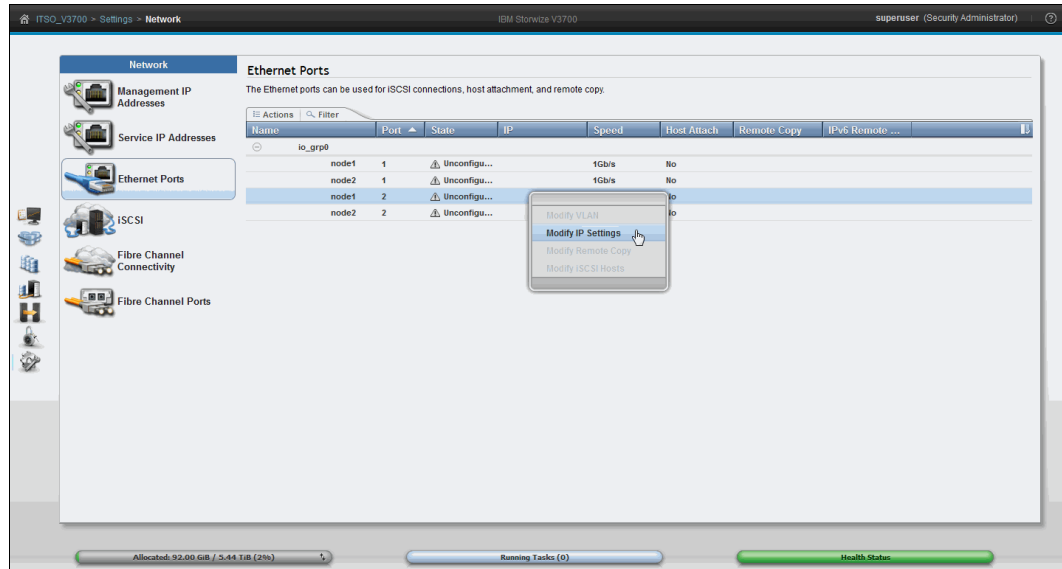 ITSO_V3700 > Settings > Network
IBM Storwize V3700
superuser (Security Administrator)
Network
Management IP
Addresses
Service IP Addresses
Ethernet Ports
iSCSI
Fibre Channel
Connectivity
Fibre Channel Ports
Ethernet Ports
The Ethernet ports can be used for iSCSI connections, host attachment, and remote copy.
Actions Filter
Name Port State IP Speed Host Attach Remote Copy IPv6 Remote ...
io_grp0
node1 1 Unconfigu... 1Gb/s No
node2 1 Unconfigu... 1Gb/s No
node1 2 Unconfigu...
node2 2 Unconfigu...
Modify VLAN
Modify IP Settings
Modify Remote Copy
Modify iSCSI Hosts
Allocated: 92.00 GiB / 5.44 TiB (2%)
Running Tasks (0)
Health Status